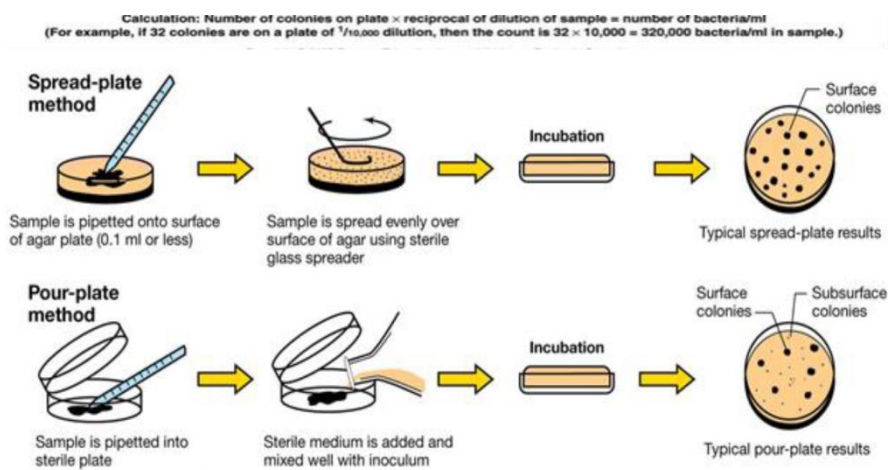 Calculation: Number of colonies on plate × reciprocal of dilution of sample = number of bacteria/ml
(For example, if 32 colonies are on a plate of 1/10,000 dilution, then the count is 32 × 10,000 = 320,000 bacteria/ml in sample.)
Spread-plate
method
Surface
colonies
Incubation
Sample is pipetted onto surface
of agar plate (0.1 ml or less)
Sample is spread evenly over
surface of agar using sterile
glass spreader
Typical spread-plate results
Pour-plate
method
Surface
colonies
Subsurface
colonies
Incubation
Sample is pipetted into
sterile plate
Sterile medium is added and
mixed well with inoculum
Typical pour-plate results